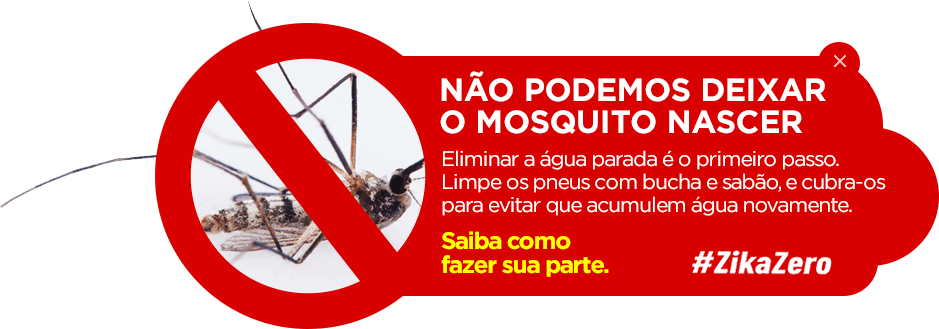 NÃO PODEMOS DEIXAR
O MOSQUITO NASCER
Eliminar a água parada é o primeiro passo.
Limpe os pneus com bucha e sabão, e cubra-os
para evitar que acumulem água novamente.
Saiba como
fazer sua parte.
#ZikaZero